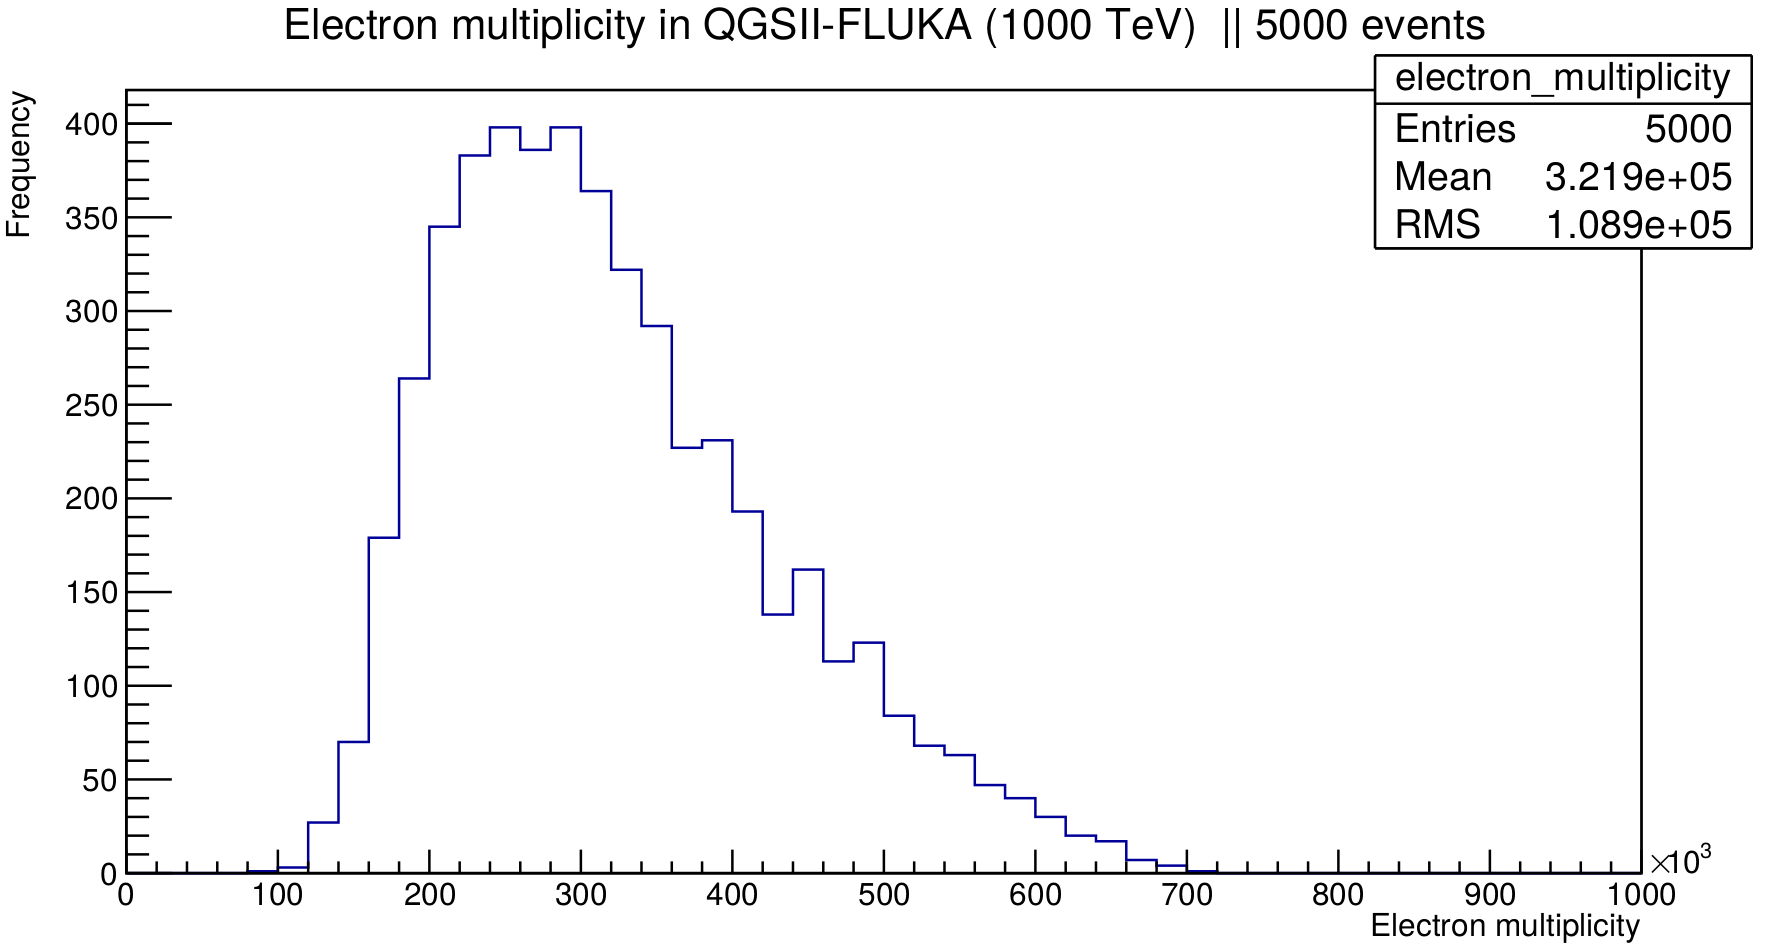 Electron multiplicity in QGSII-FLUKA (1000 TeV) || 5000 events
electron_multiplicity
Entries 5000
Mean 3.219e+05
RMS 1.089e+05
Frequency
400
350
300
250
200
150
100
50
0
0 100 200 300 400 500 600 700 800 900 1000
×10³
Electron multiplicity